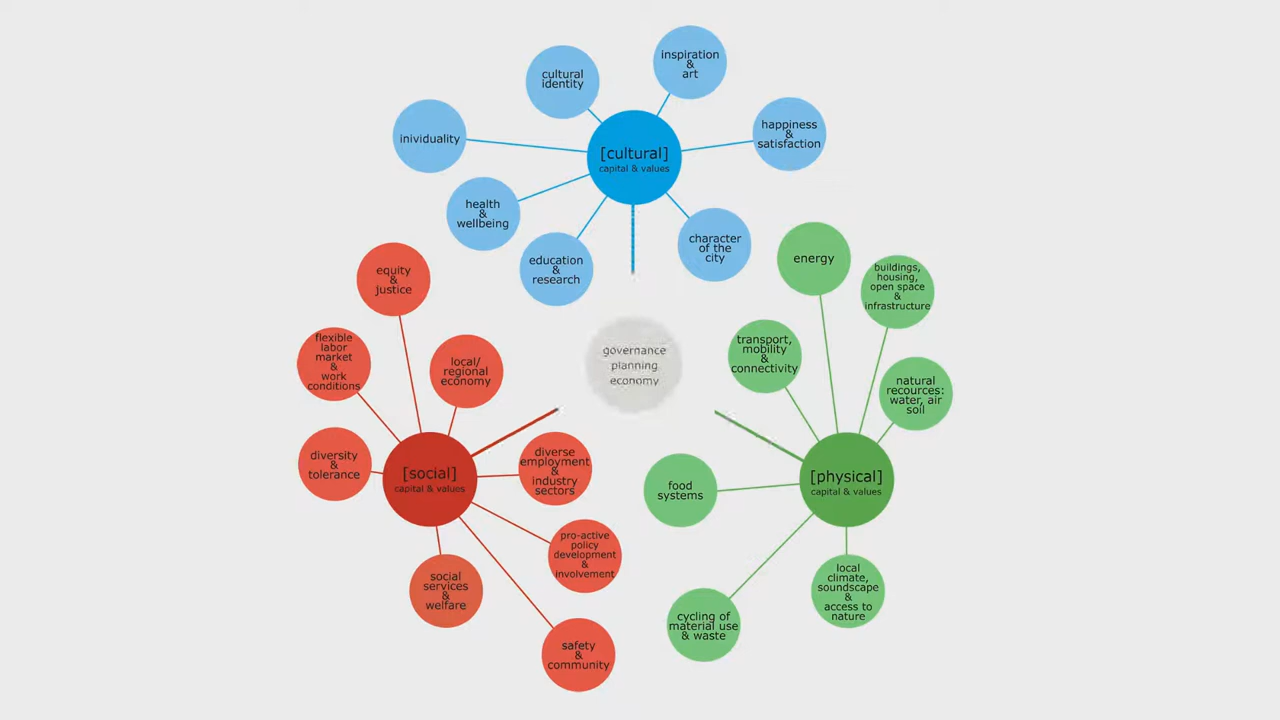 inspiration
&
art
cultural
identity
happiness
&
satisfaction
inividuality
[cultural]
capital & values
health
&
wellbeing
character
of the
city
education
&
research
equity
&
justice
energy
buildings,
housing,
open space
&
infrastructure
flexible
labor
market
&
work
conditions
local/
regional
economy
governance
planning
economy
transport,
mobility
&
connectivity
natural
recources:
water, air
soil
diversity
&
tolerance
[social]
capital & values
diverse
employment
&
industry
sectors
food
systems
[physical]
capital & values
pro-active
policy
development
&
involvement
social
services
&
welfare
local
climate,
soundscape
&
access to
nature
safety
&
community
cycling of
material use
& waste